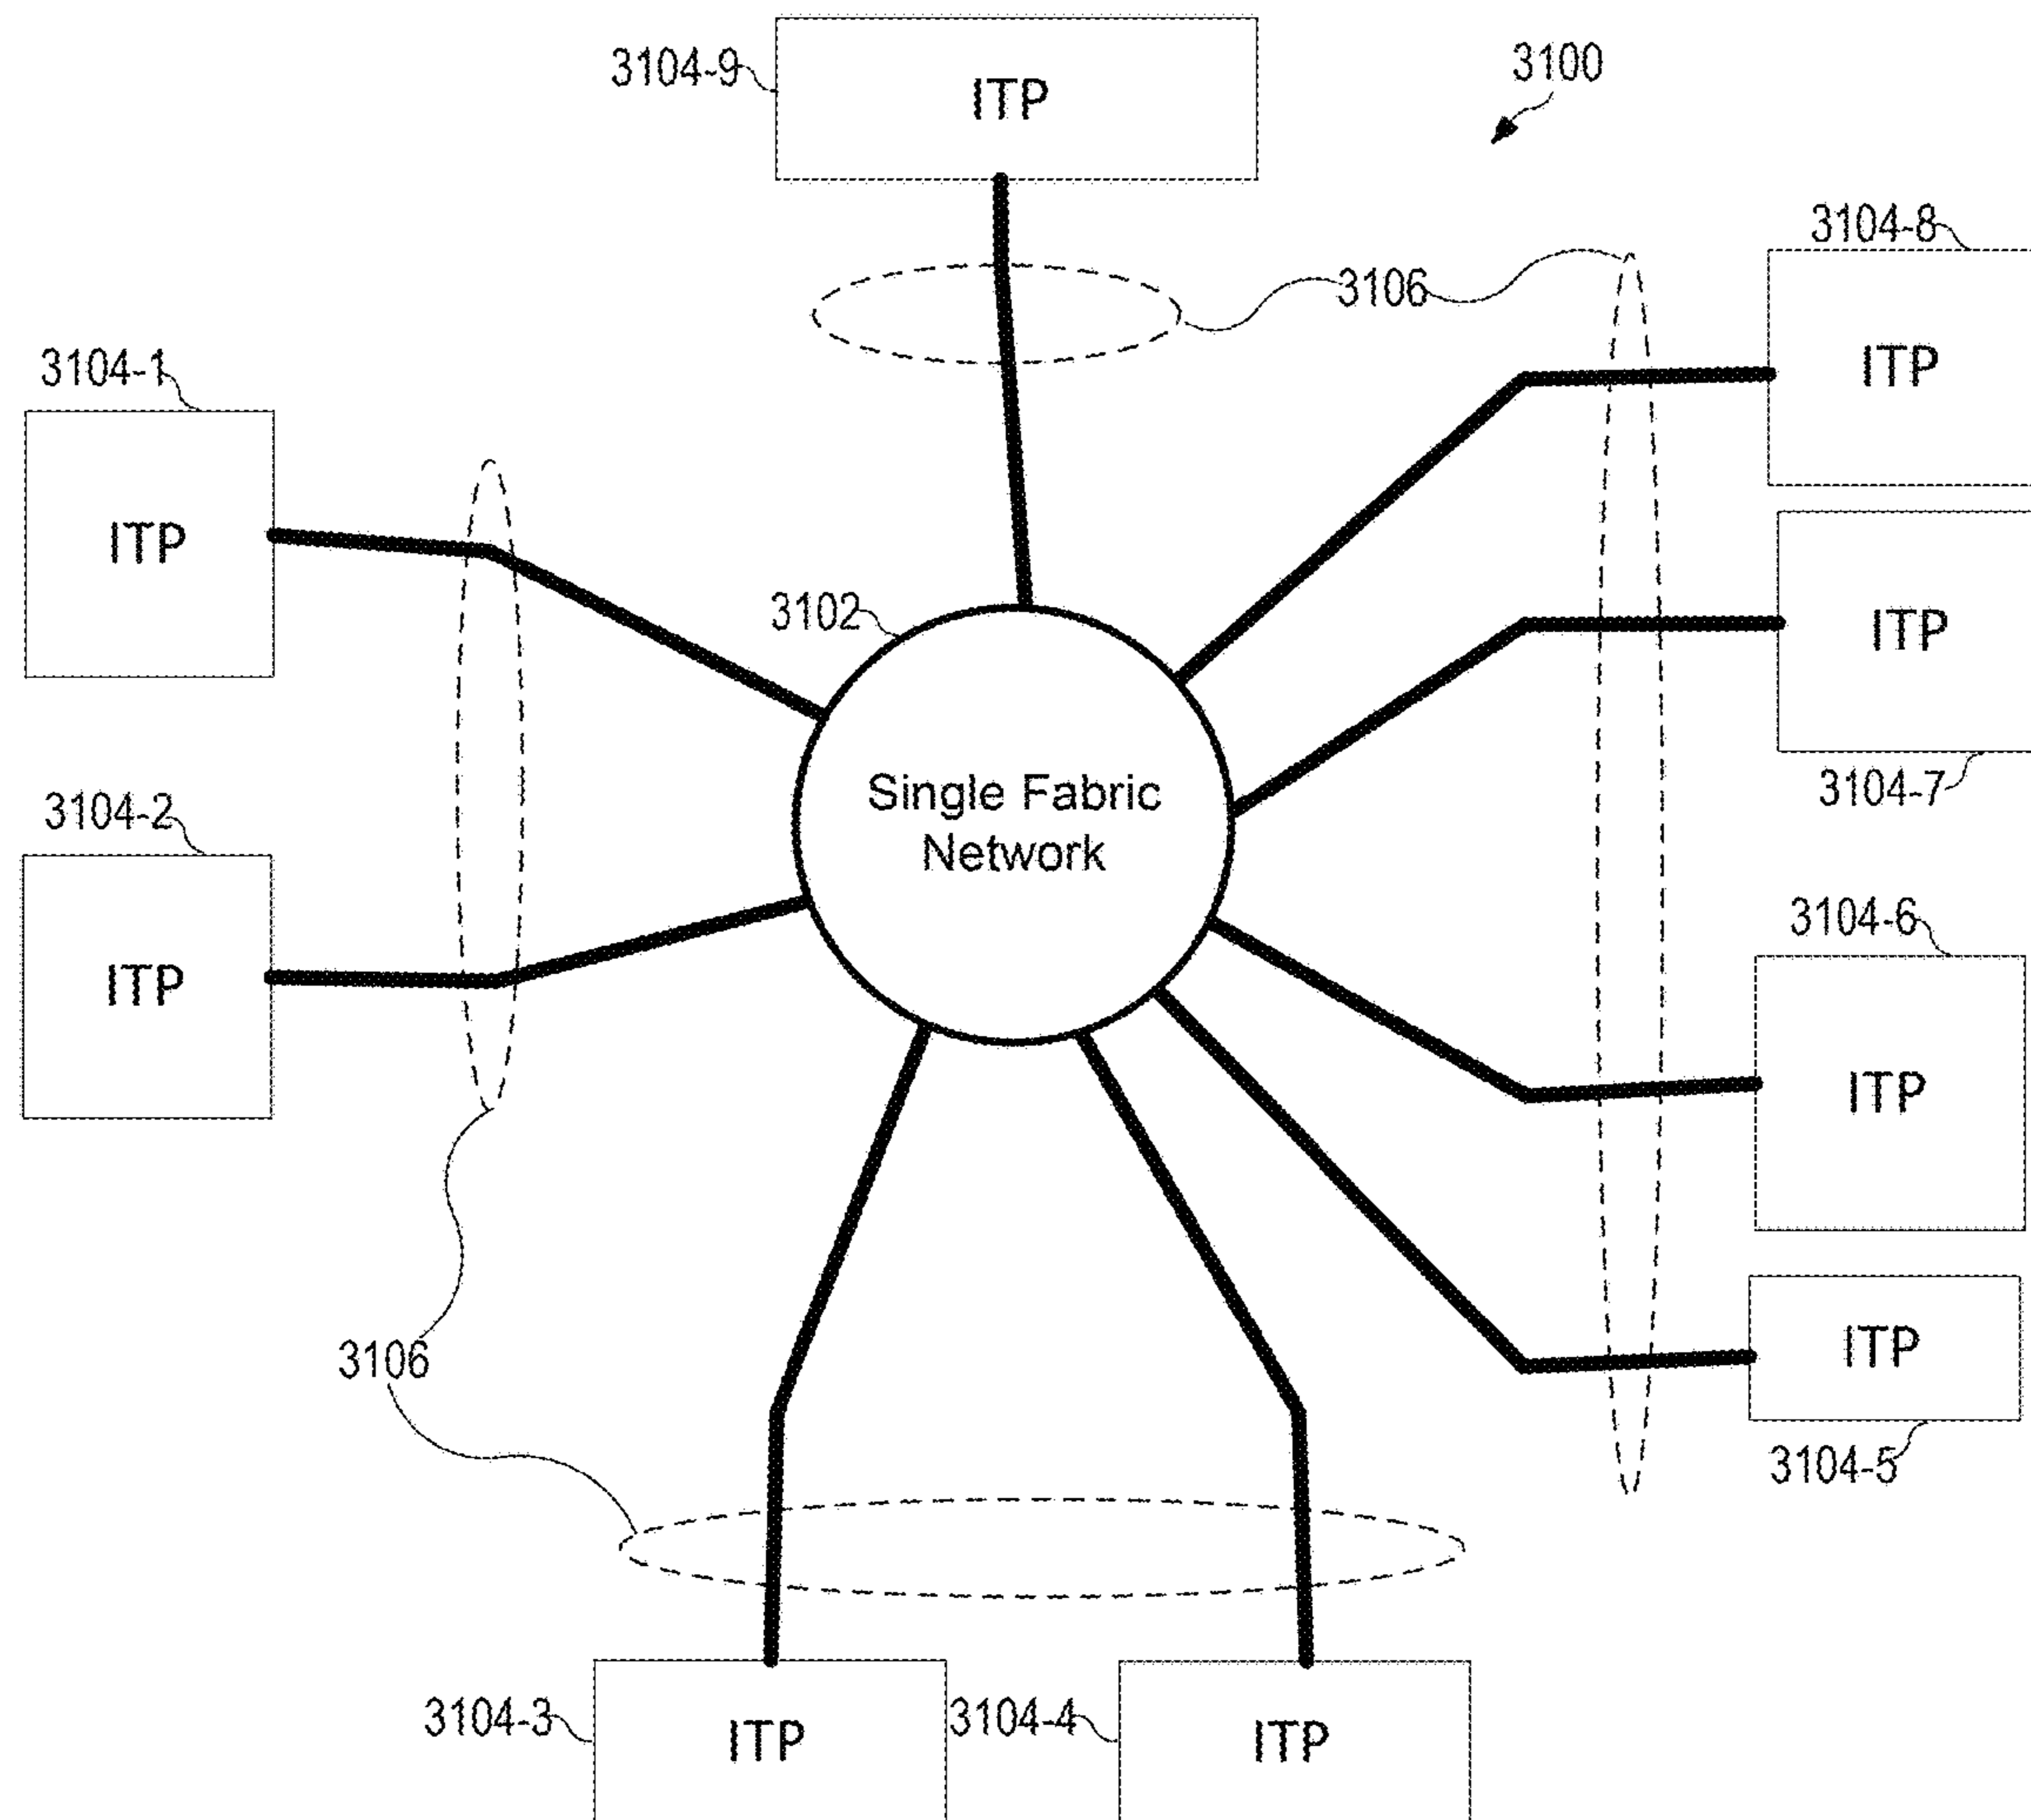 3104-9
ITP
3100
3104-8
3106
ITP
3104-1
ITP
3102
ITP
3104-7
Single Fabric
Network
3104-2
ITP
3104-6
ITP
ITP
3104-5
3106
3104-3
ITP
3104-4
ITP